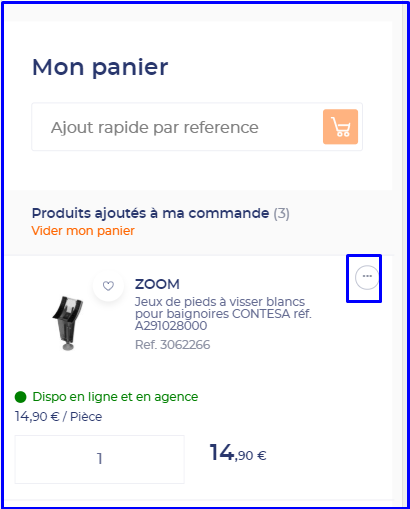 Mon panier
Ajout rapide par reference
Produits ajoutés à ma commande (3)
Vider mon panier
ZOOM
Jeux de pieds à visser blancs
pour baignoires CONTESA réf.
A291028000
Ref. 3062266
Dispo en ligne et en agence
14,90 € / Pièce
1
14,90 €